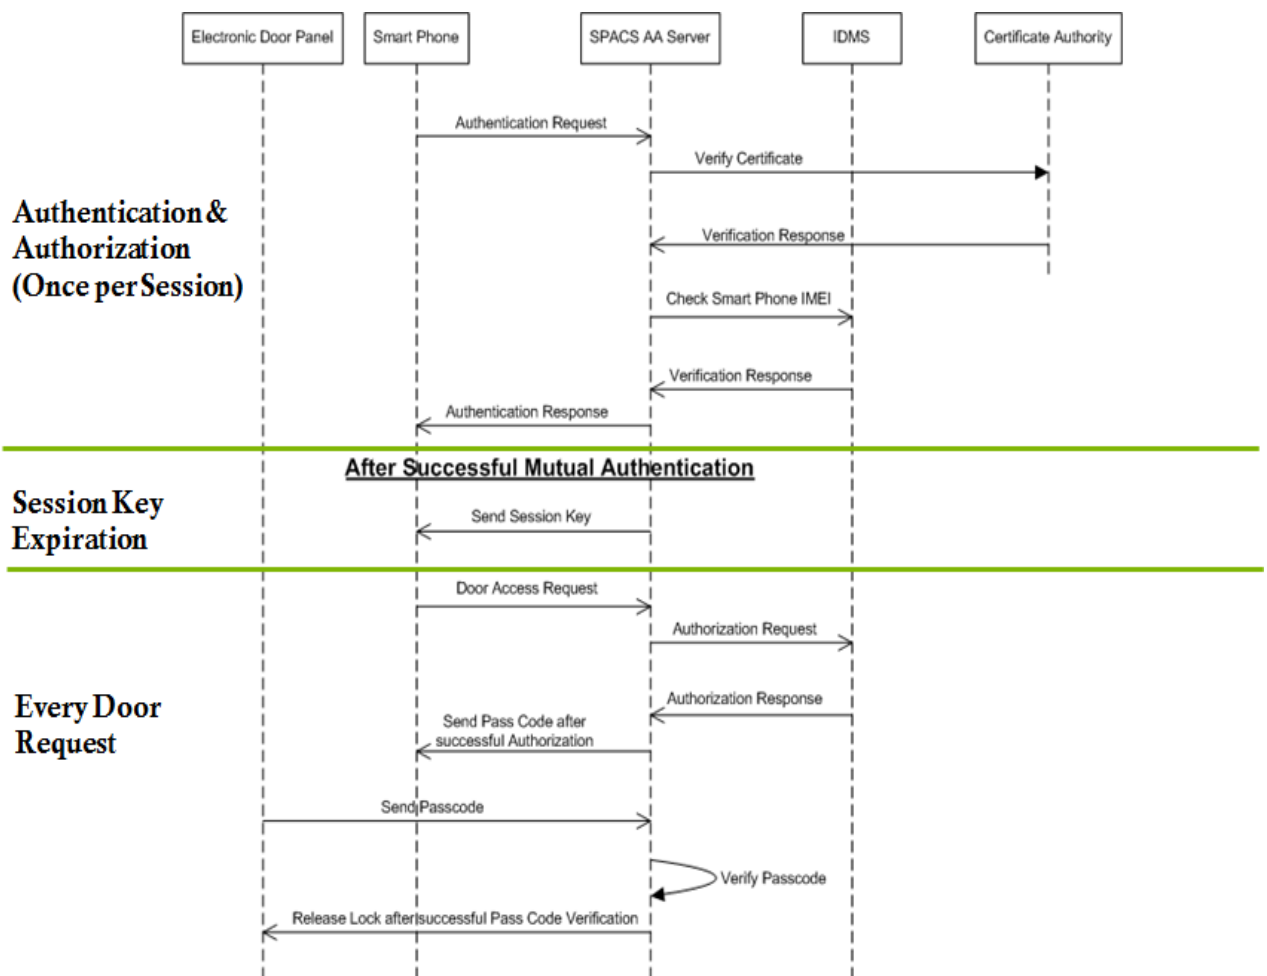 Electronic Door Panel
Smart Phone
SPACS AA Server
IDMS
Certificate Authority
Authentication Request
Verify Certificate
Authentication &
Authorization
(Once per Session)
Verification Response
Check Smart Phone IMEI
Verification Response
Authentication Response
After Successful Mutual Authentication
Session Key
Expiration
Send Session Key
Door Access Request
Authorization Request
Every Door
Request
Authorization Response
Send Pass Code after
successful Authorization
Send Passcode
Verify Passcode
Release Lock after successful Pass Code Verification